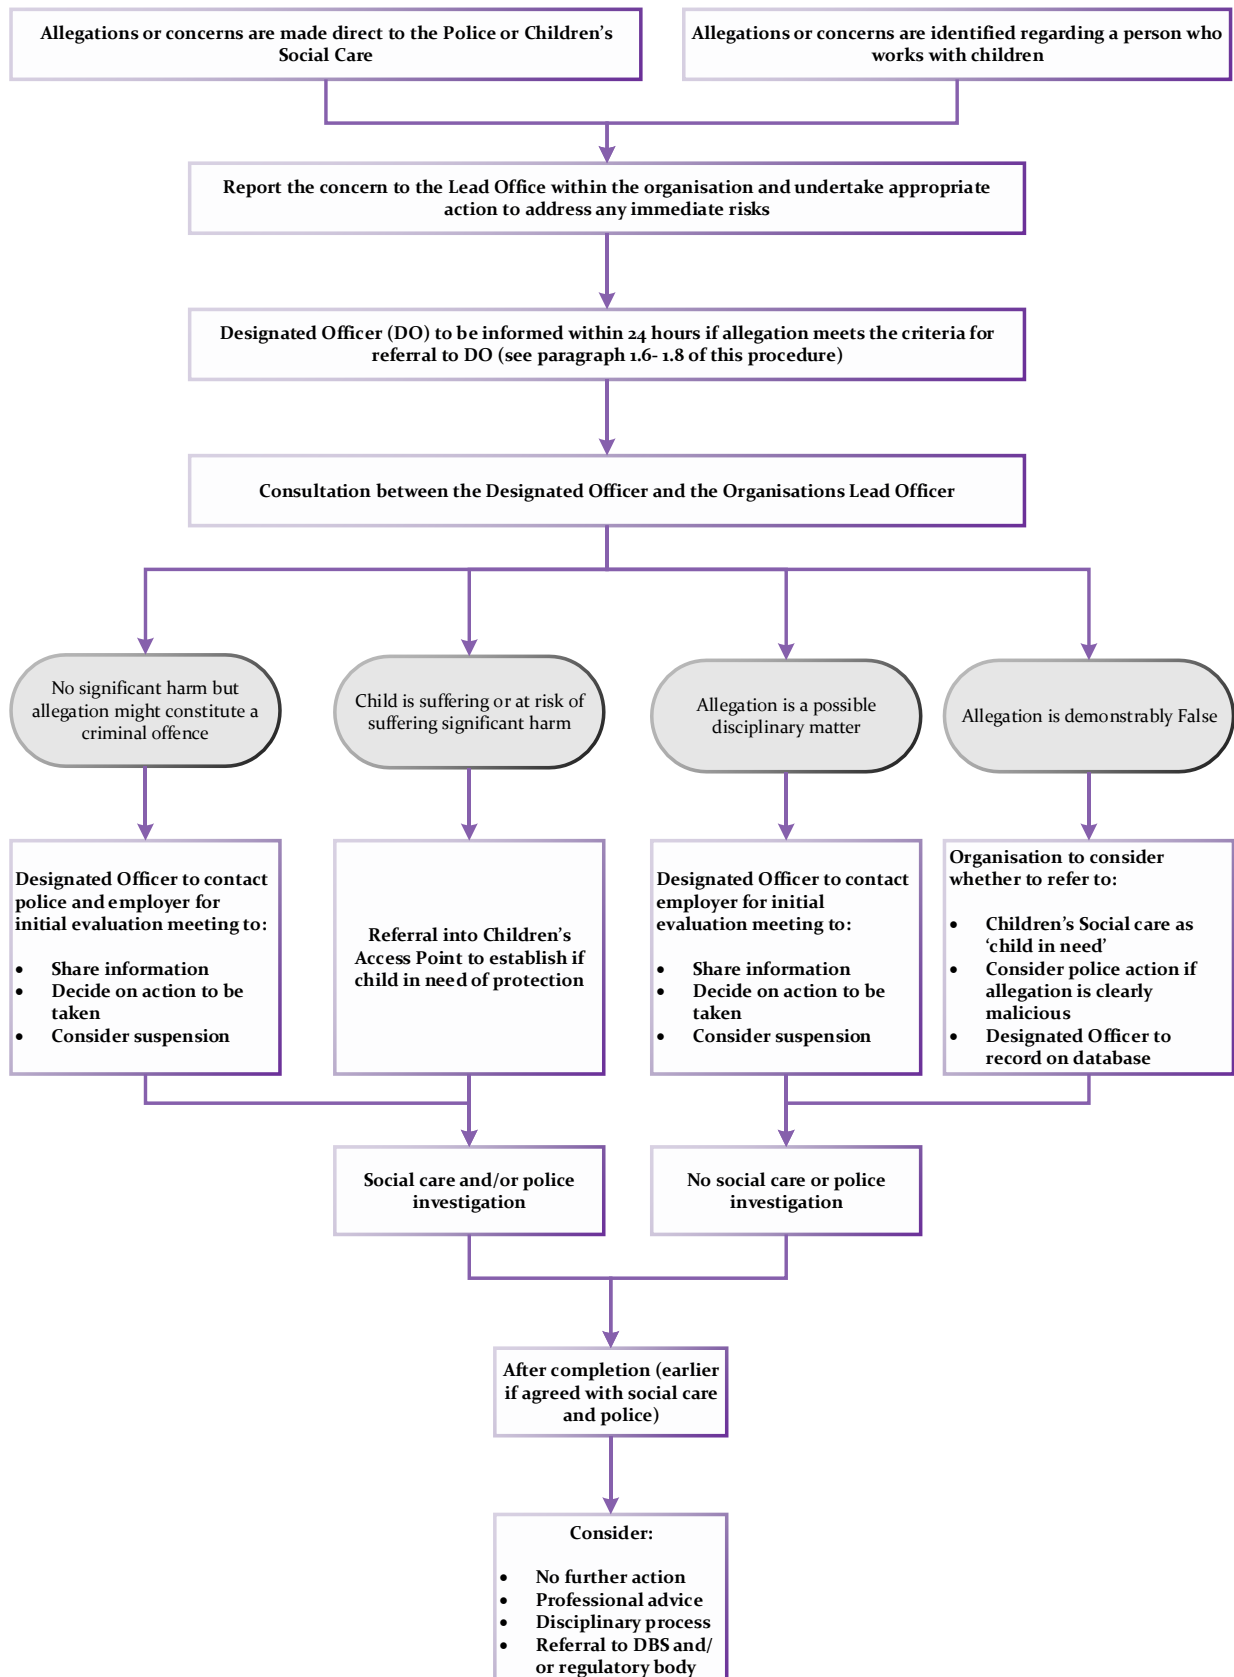 Allegations or concerns are made direct to the Police or Children’s
Social Care
Allegations or concerns are identified regarding a person who
works with children
Report the concern to the Lead Office within the organisation and undertake appropriate
action to address any immediate risks
Designated Officer (DO) to be informed within 24 hours if allegation meets the criteria for
referral to DO (see paragraph 1.6- 1.8 of this procedure)
Consultation between the Designated Officer and the Organisations Lead Officer
No significant harm but
allegation might constitute a
criminal offence
Child is suffering or at risk of
suffering significant harm
Allegation is a possible
disciplinary matter
Allegation is demonstrably False
Designated Officer to contact
police and employer for
initial evaluation meeting to:
• Share information
• Decide on action to be
taken
• Consider suspension
Referral into Children’s
Access Point to establish if
child in need of protection
Designated Officer to contact
employer for initial
evaluation meeting to:
• Share information
• Decide on action to be
taken
• Consider suspension
Organisation to consider
whether to refer to:
• Children’s Social care as
‘child in need’
• Consider police action if
allegation is clearly
malicious
• Designated Officer to
record on database
Social care and/or police
investigation
No social care or police
investigation
After completion (earlier
if agreed with social care
and police)
Consider:
• No further action
• Professional advice
• Disciplinary process
• Referral to DBS and/
or regulatory body